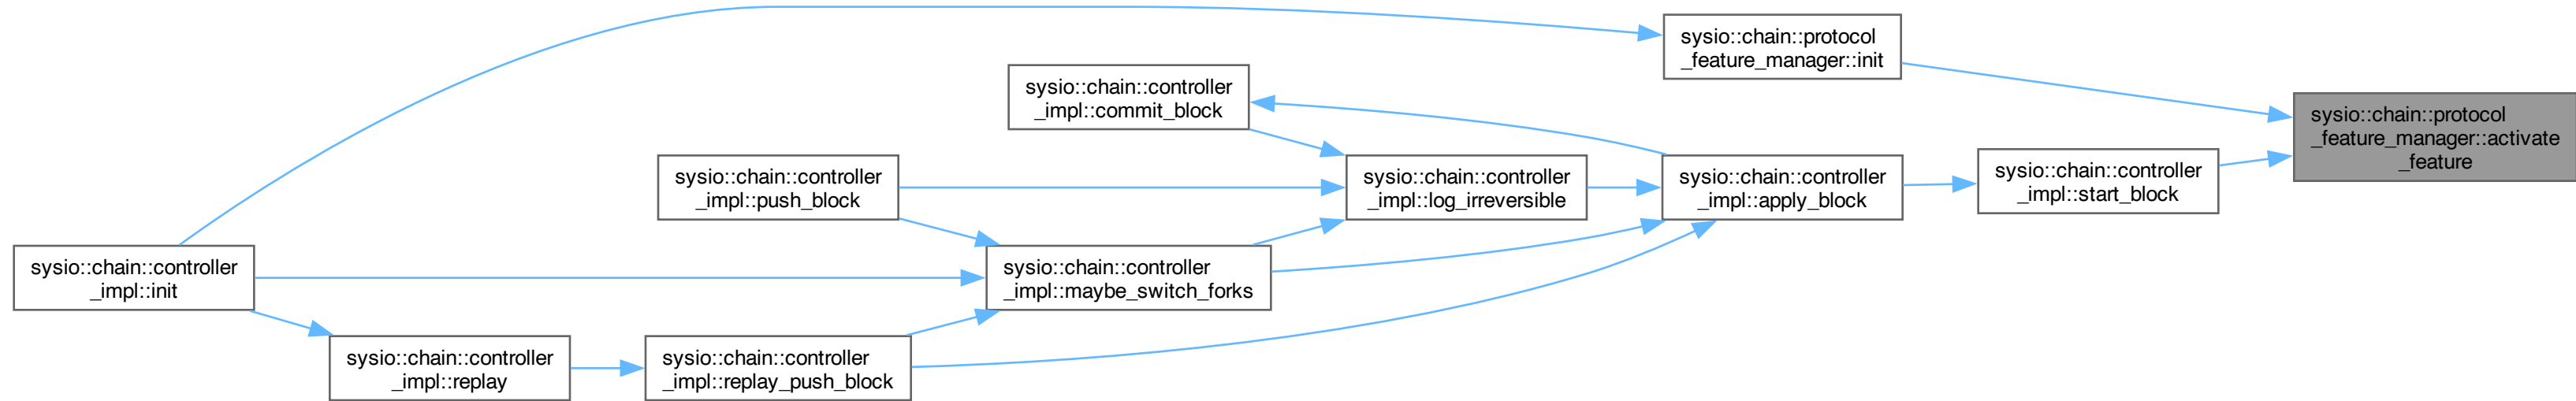 sysio::chain::protocol
_feature_manager::init
sysio::chain::controller
_impl::commit_block
sysio::chain::protocol
_feature_manager::activate
_feature
sysio::chain::controller
_impl::push_block
sysio::chain::controller
_impl::log_irreversible
sysio::chain::controller
_impl::apply_block
sysio::chain::controller
_impl::start_block
sysio::chain::controller
_impl::init
sysio::chain::controller
_impl::maybe_switch_forks
sysio::chain::controller
_impl::replay
sysio::chain::controller
_impl::replay_push_block